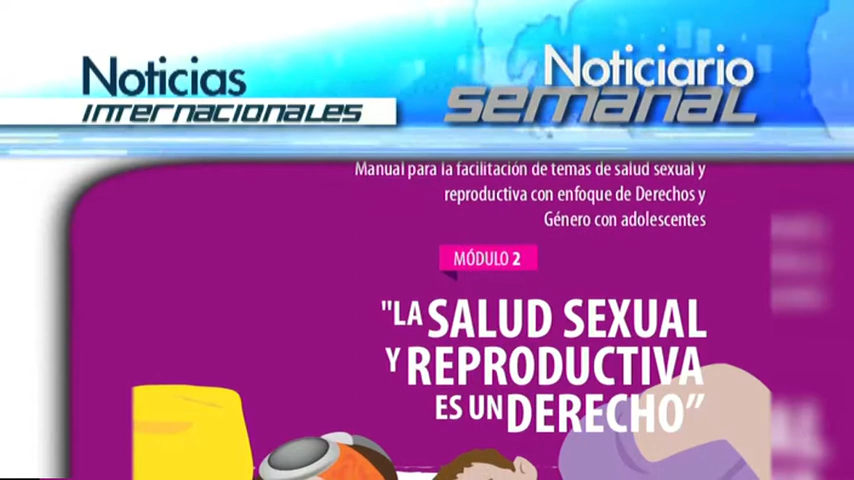 Noticias
internacionales
Noticiario
semanal
Manual para la facilitación de temas de salud sexual y
reproductiva con enfoque de Derechos y
Género con adolescentes
MÓDULO 2
"LA SALUD SEXUAL
Y REPRODUCTIVA
ES UN DERECHO”